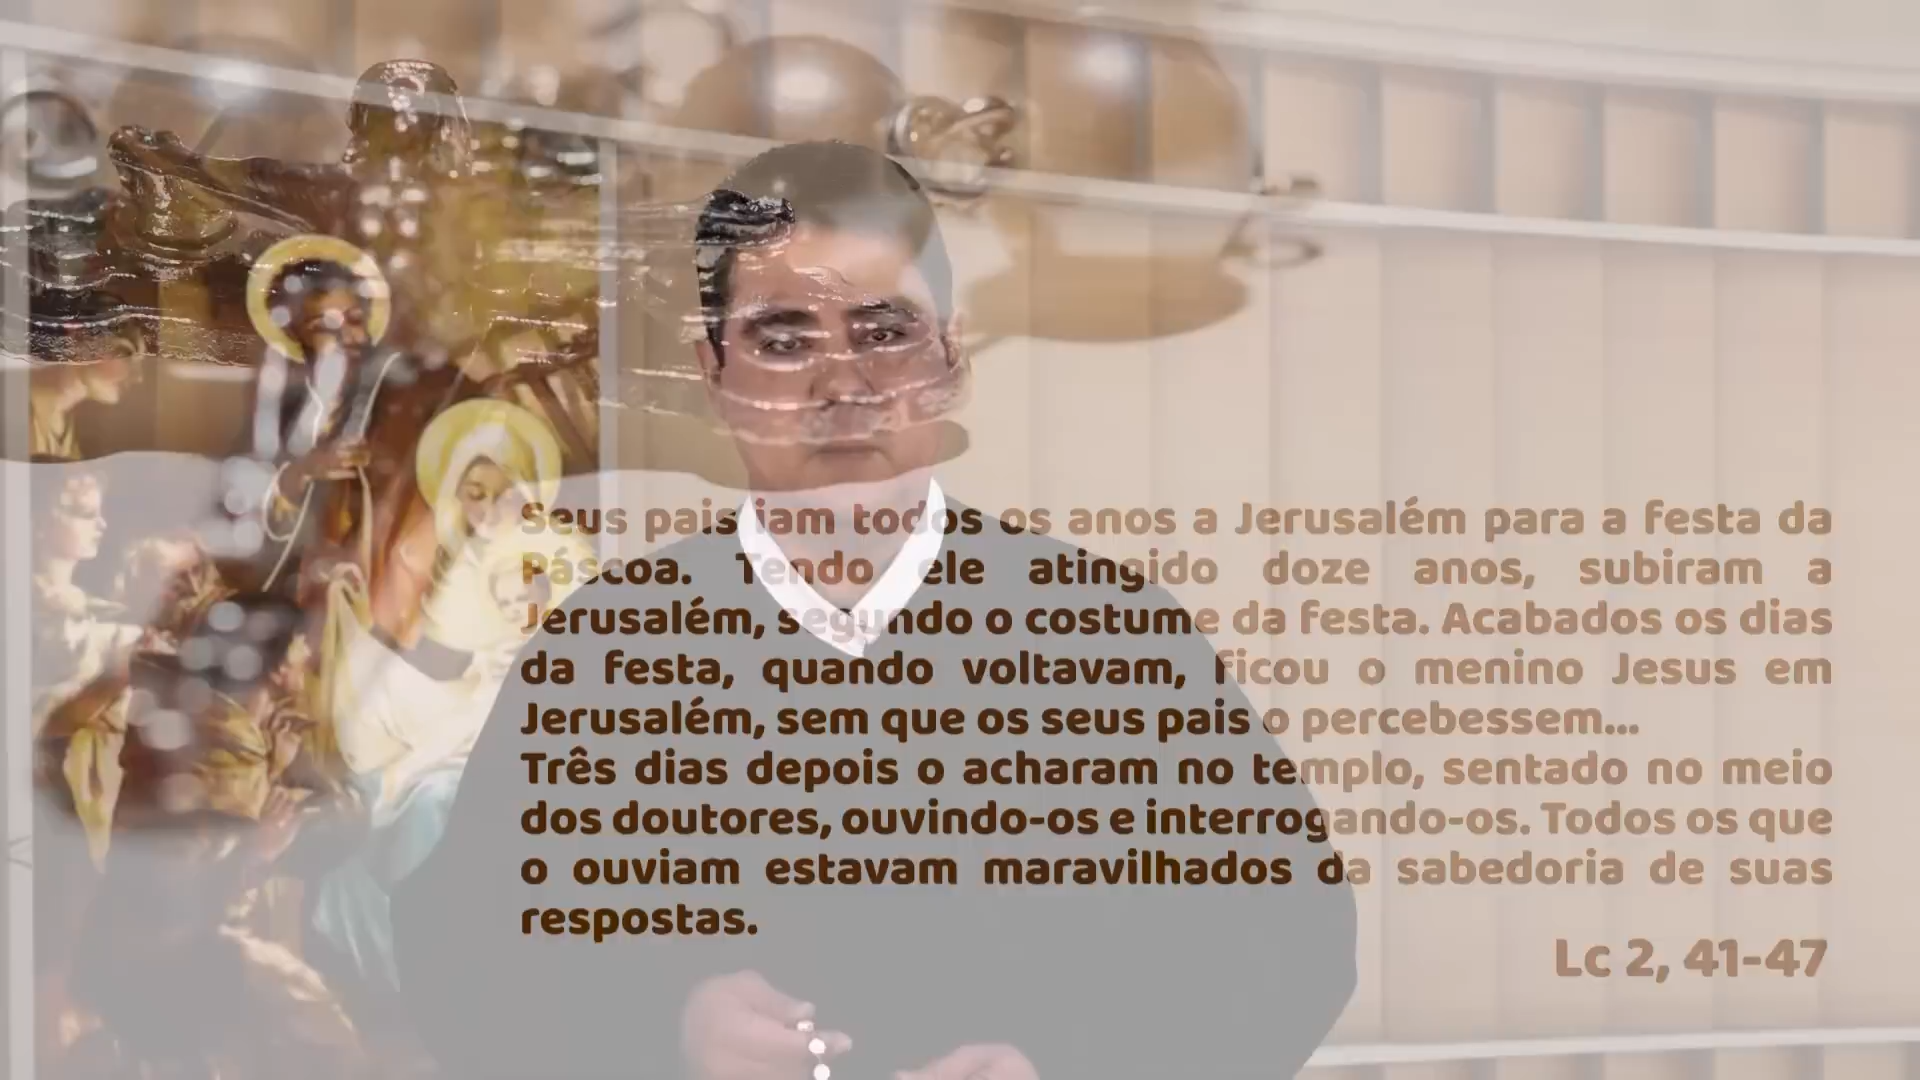 Seus pais iam todos os anos a Jerusalém para a festa da
Páscoa. Tendo ele atingido doze anos, subiram a
Jerusalém, segundo o costume da festa. Acabados os dias
da festa, quando voltavam, ficou o menino Jesus em
Jerusalém, sem que os seus pais o percebessem...
Três dias depois o acharam no templo, sentado no meio
dos doutores, ouvindo-os e interrogando-os. Todos os que
o ouviam estavam maravilhados da sabedoria de suas
respostas.
Lc 2, 41-47